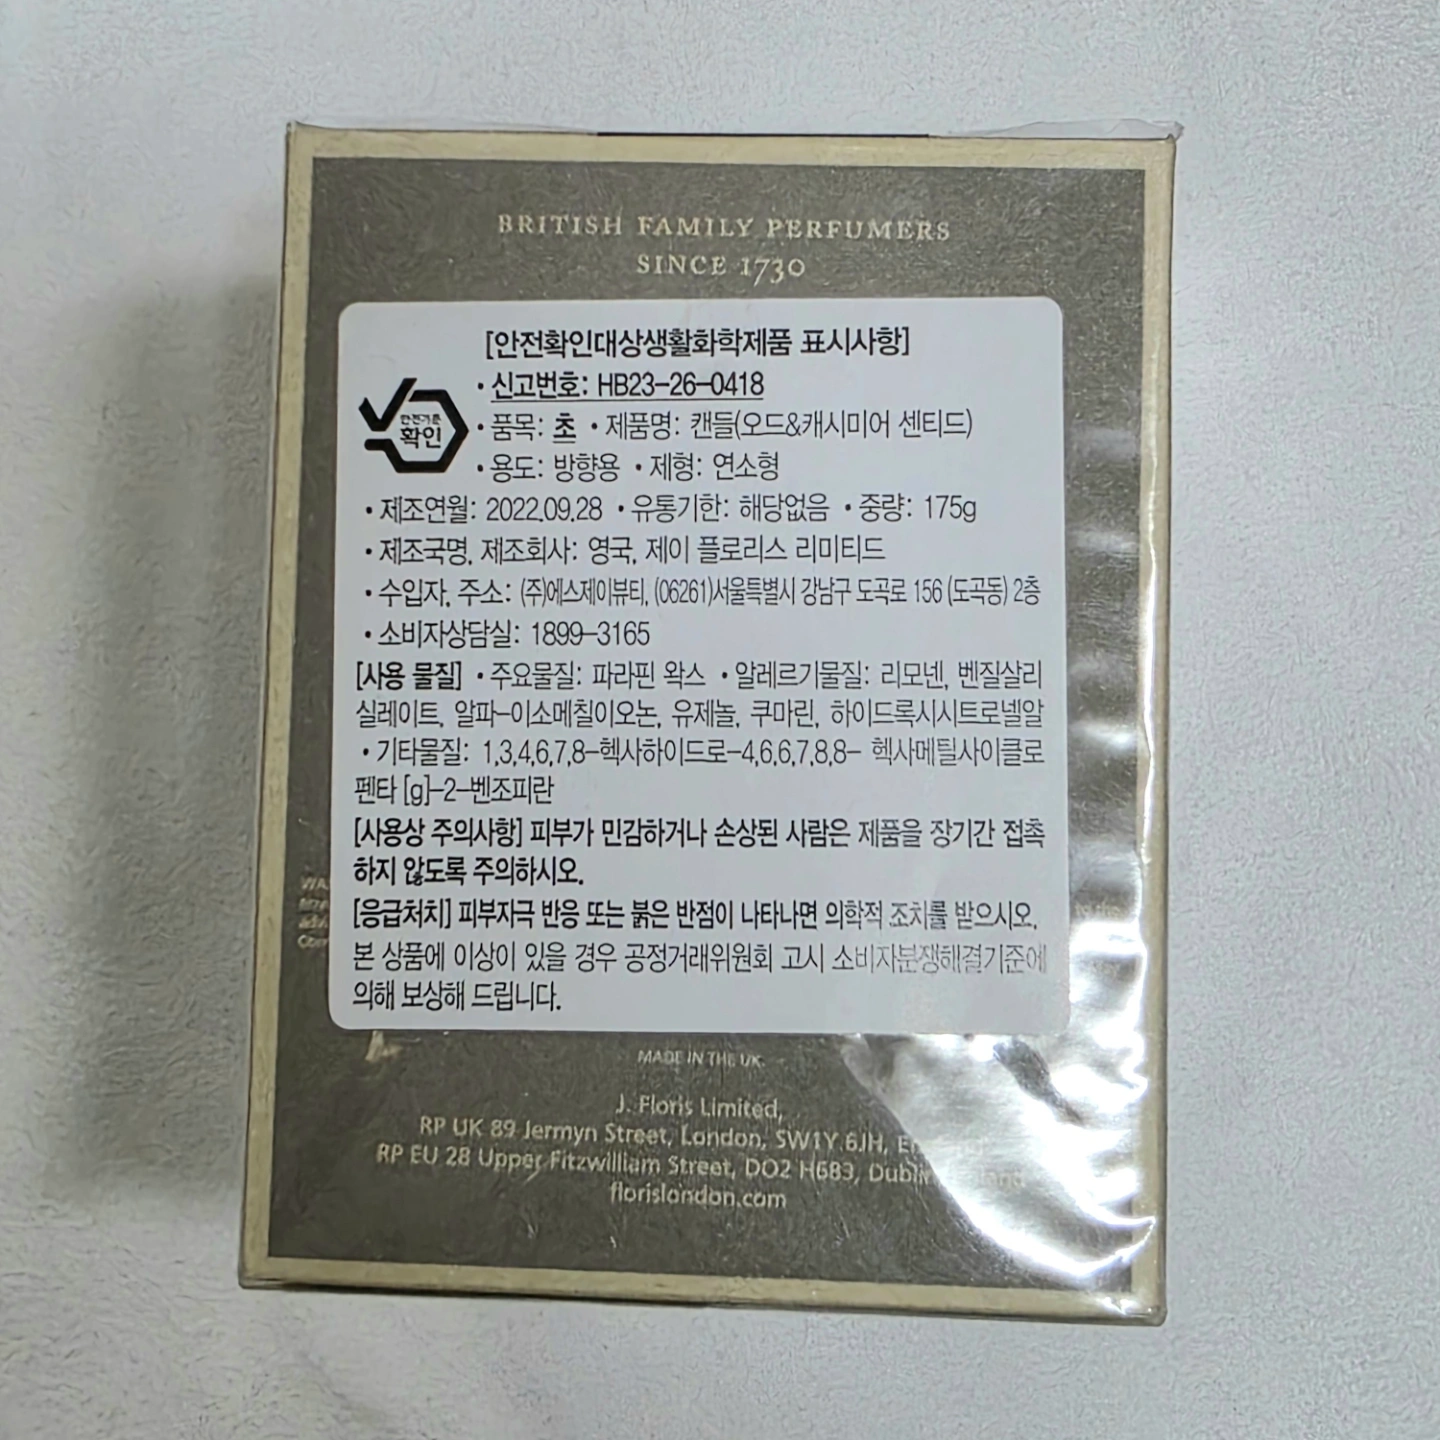 BRITISH FAMILY PERFUMERS
SINCE 1730
[안전확인대상생활화학제품 표시사항]
안전기준
확인
• 신고번호: HB23-26-0418
• 품목: 초 • 제품명: 캔들(오드&캐시미어 센티드)
• 용도: 방향용 • 제형: 연소형
• 제조연월: 2022.09.28 • 유통기한: 해당없음 • 중량: 175g
• 제조국명, 제조회사: 영국, 제이 플로리스 리미티드
• 수입자, 주소: (주)에스제이뷰티, (06261)서울특별시 강남구 도곡로 156 (도곡동) 2층
• 소비자상담실: 1899-3165
[사용 물질] • 주요물질: 파라핀 왁스 • 알레르기물질: 리모넨, 벤질살리
실레이트, 알파-이소메칠이오논, 유제놀, 쿠마린, 하이드록시시트로넬알
• 기타물질: 1,3,4,6,7,8-헥사하이드로-4,6,6,7,8,8- 헥사메틸사이클로
펜타 [g]-2-벤조피란
[사용상 주의사항] 피부가 민감하거나 손상된 사람은 제품을 장기간 접촉
하지 않도록 주의하시오.
[응급처치] 피부자극 반응 또는 붉은 반점이 나타나면 의학적 조치를 받으시오.
본 상품에 이상이 있을 경우 공정거래위원회 고시 소비자분쟁해결기준에
의해 보상해 드립니다.
MADE IN THE UK
J. Floris Limited,
RP UK 89 Jermyn Street, London, SW1Y 6JH,
RP EU 28 Upper Fitzwilliam Street, DO2 H683,
florislondon.com